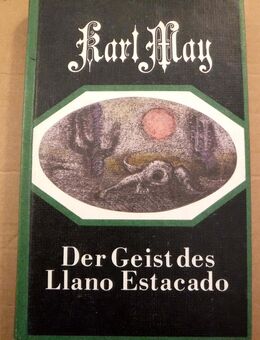 Karl May
Der Geist des
Llano Estacado